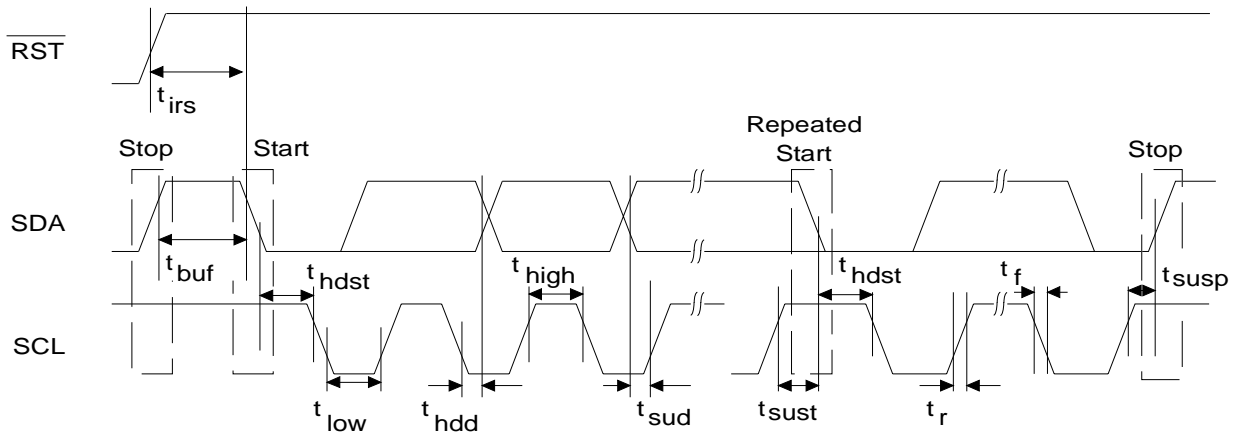 RST
t irs
Stop
Start
Repeated
Start
Stop
SDA
t buf
t hdst
t high
t hdst
t f
t susp
SCL
t low
t hdd
t sud
t sust
t r